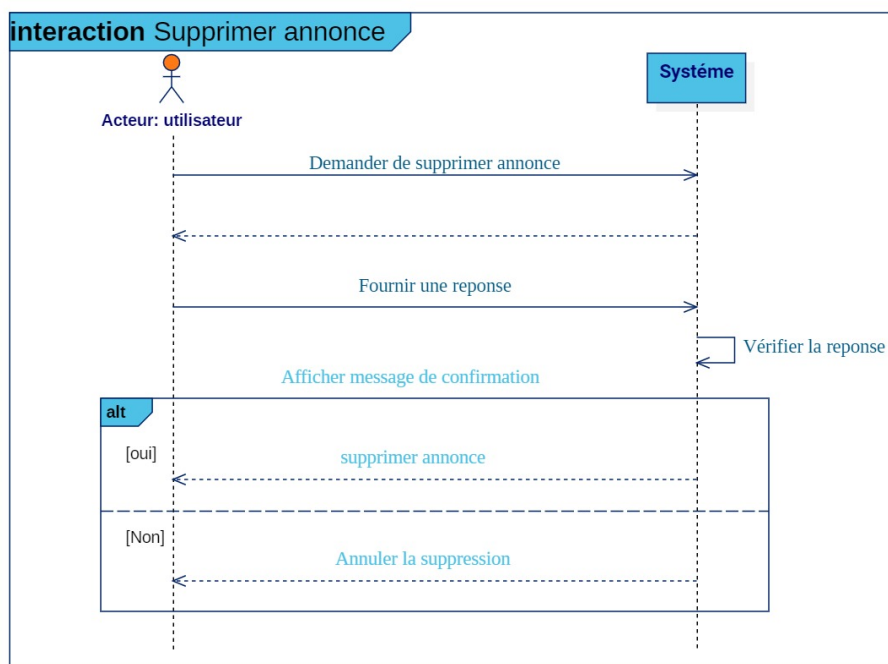 interaction Supprimer annonce
Systéme
Acteur: utilisateur
Demander de supprimer annonce
Fournir une reponse
Vérifier la reponse
Afficher message de confirmation
alt
[oui]
supprimer annonce
[Non]
Annuler la suppression